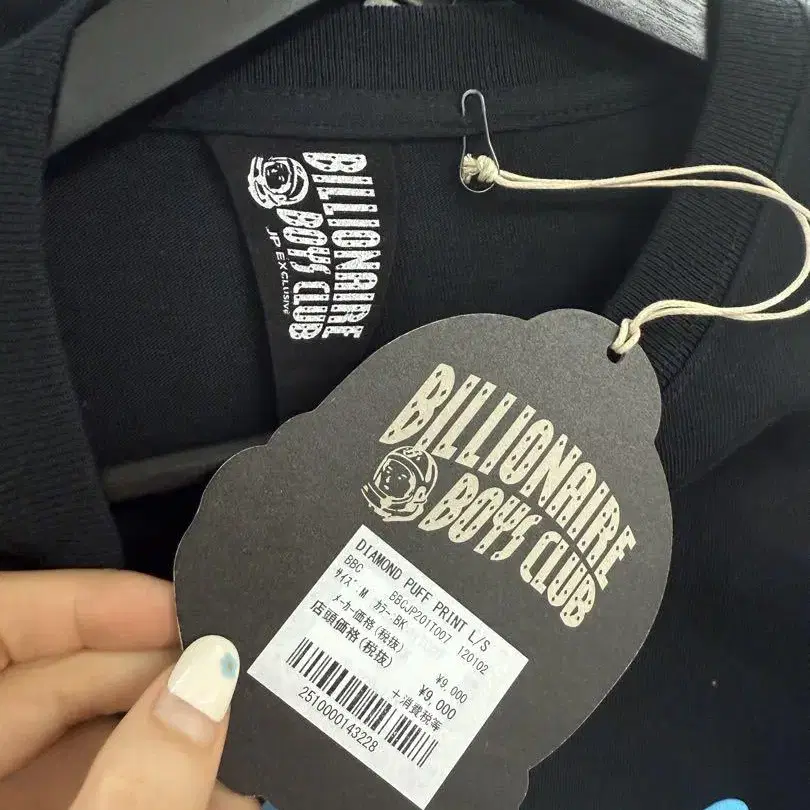 BILLIONAIRE
BOYS CLUB
JP EXCLUSIVE
BILLIONAIRE
BOYS CLUB
DIAMOND PUFF PRINT L/S
BBC BBCJP201T007 120102
サイズ:M カラー:BK
メーカー価格(税抜) ¥9,000
店頭価格(税抜) ¥9,000
+消費税等
2510000143228